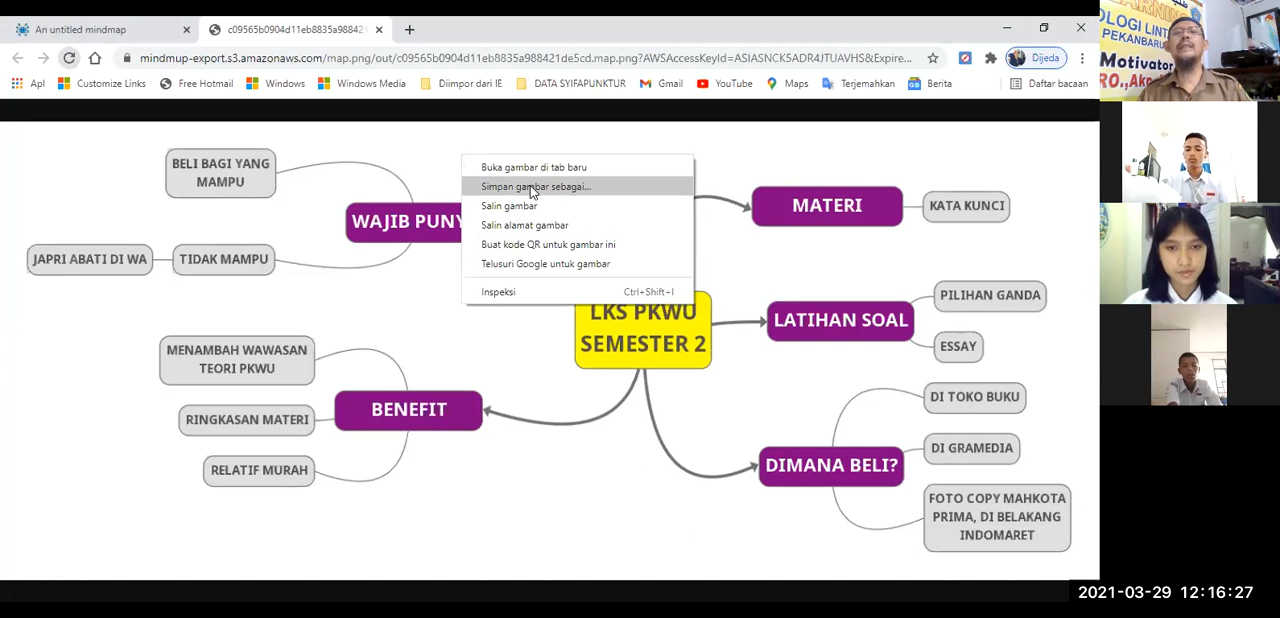 An untitled mindmap
c09565b0904d11eb8835a988421
mindmup-export.s3.amazonaws.com/map.png/out/c09565b0904d11eb8835a988421de5cd.map.png?AWSAccessKeyId=ASIASNCK5ADR4JTUAVHS&Expire...
Dijeda
Apl
Customize Links
Free Hotmail
Windows
Windows Media
Diimpor dari IE
DATA SYIFAPUNKTUR
Gmail
YouTube
Maps
Terjemahkan
Berita
Daftar bacaan
BELI BAGI YANG
MAMPU
WAJIB PUNY
JAPRI ABATI DI WA
TIDAK MAMPU
Buka gambar di tab baru
Simpan gambar sebagai...
Salin gambar
Salin alamat gambar
Buat kode QR untuk gambar ini
Telusuri Google untuk gambar
Inspeksi Ctrl+Shift+I
MATERI
KATA KUNCI
LKS PKWU
SEMESTER 2
LATIHAN SOAL
PILIHAN GANDA
ESSAY
MENAMBAH WAWASAN
TEORI PKWU
BENEFIT
RINGKASAN MATERI
RELATIF MURAH
DIMANA BELI?
DI TOKO BUKU
DI GRAMEDIA
FOTO COPY MAHKOTA
PRIMA, DI BELAKANG
INDOMARET
OLOGI LINT
PEKANBARU
Motivator
2021-03-29 12:16:27